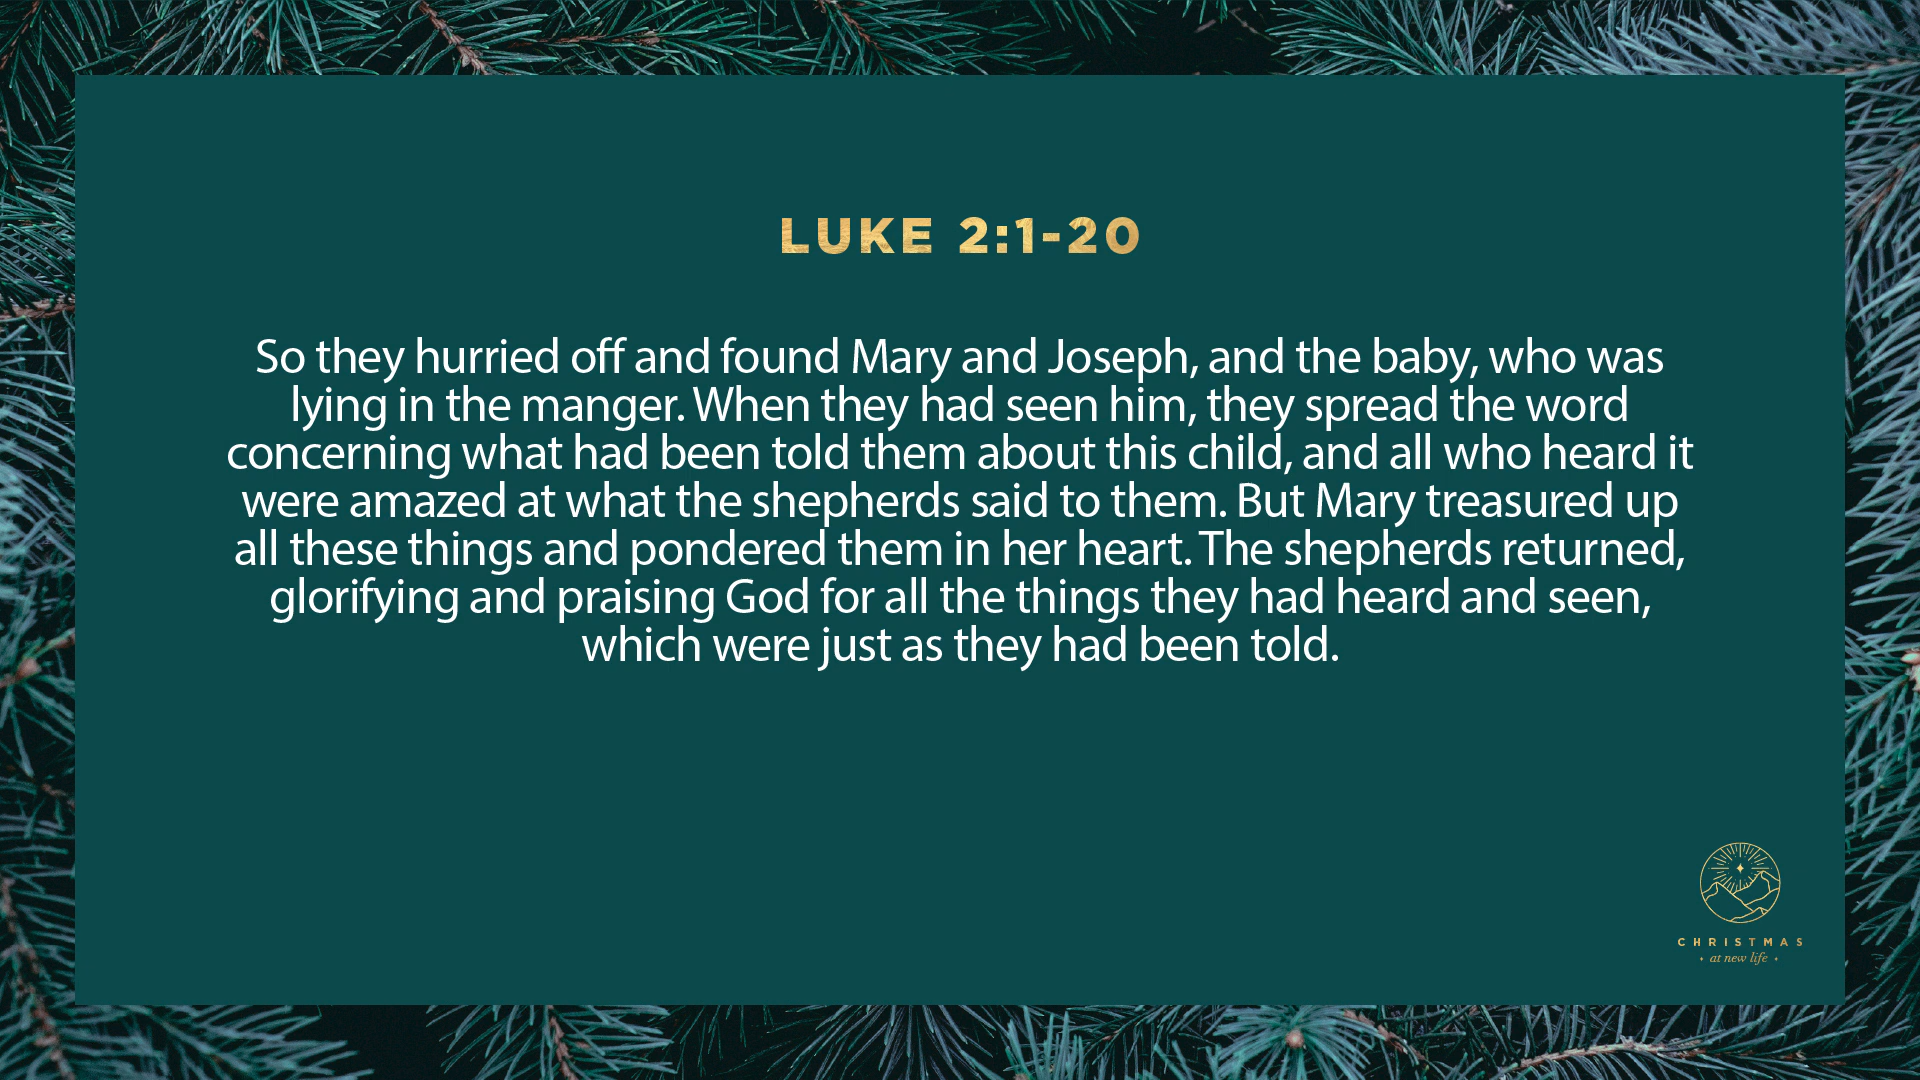 LUKE 2:1-20
So they hurried off and found Mary and Joseph, and the baby, who was
lying in the manger. When they had seen him, they spread the word
concerning what had been told them about this child, and all who heard it
were amazed at what the shepherds said to them. But Mary treasured up
all these things and pondered them in her heart. The shepherds returned,
glorifying and praising God for all the things they had heard and seen,
which were just as they had been told.
CHRISTMAS
at new life